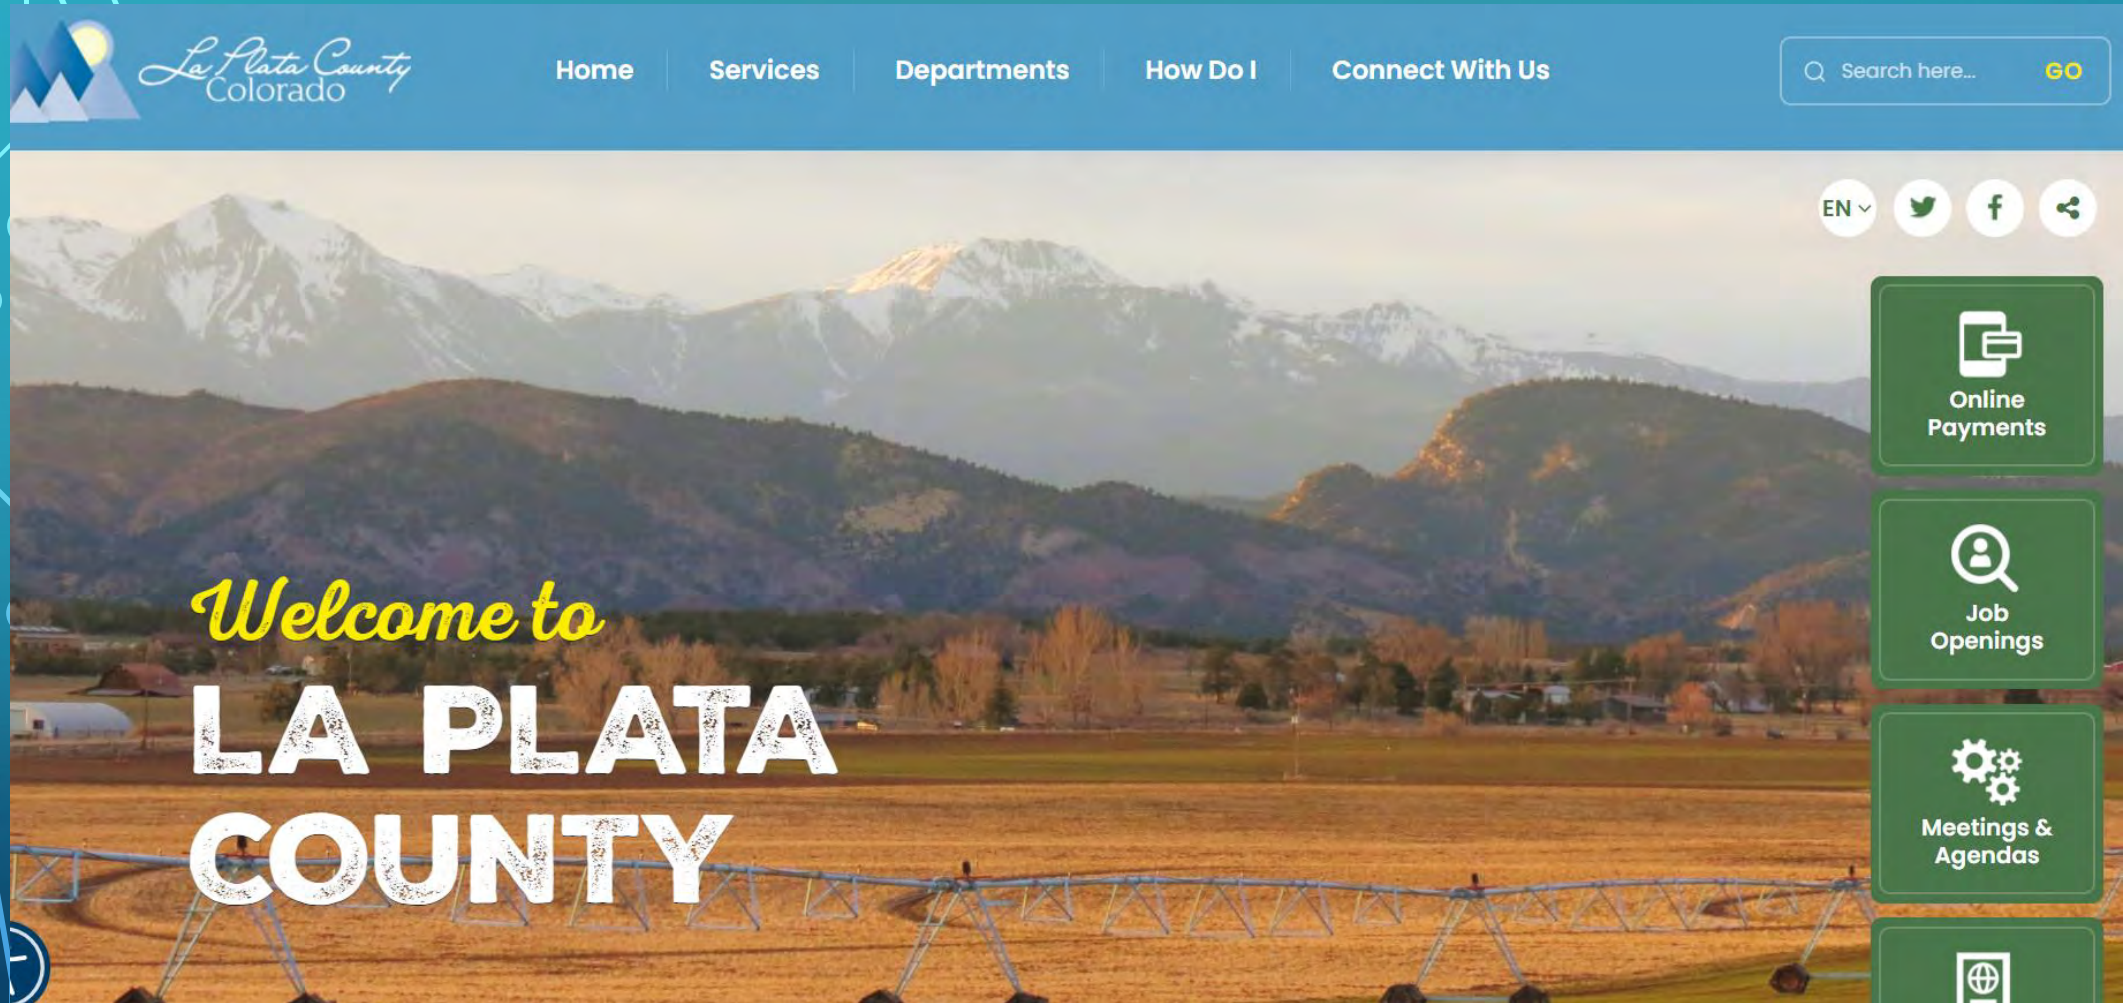 La Plata County
Colorado
Home
Services
Departments
How Do I
Connect With Us
Search here...
GO
EN
Online
Payments
Job
Openings
Meetings &
Agendas
Welcome to
LA PLATA
COUNTY